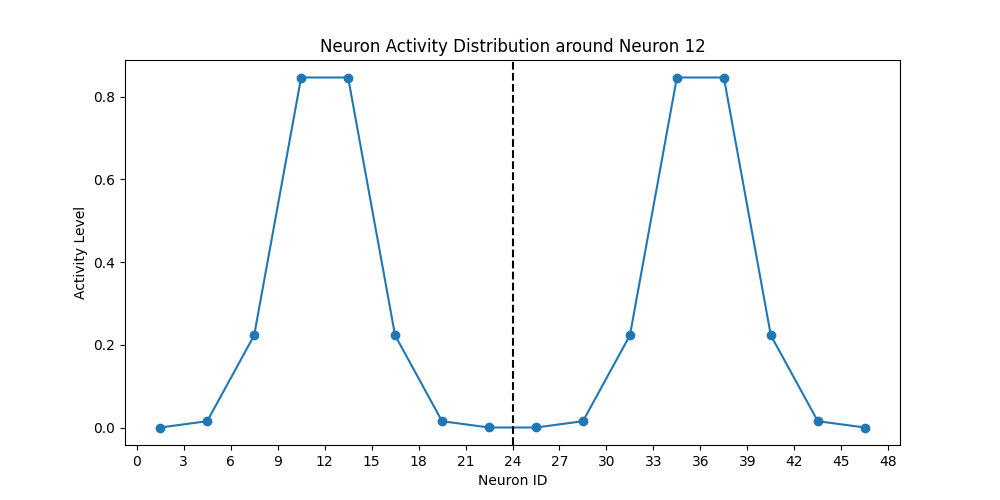 Neuron Activity Distribution around Neuron 12
Activity Level
0.8
0.6
0.4
0.2
0.0
0 3 6 9 12 15 18 21 24 27 30 33 36 39 42 45 48
Neuron ID